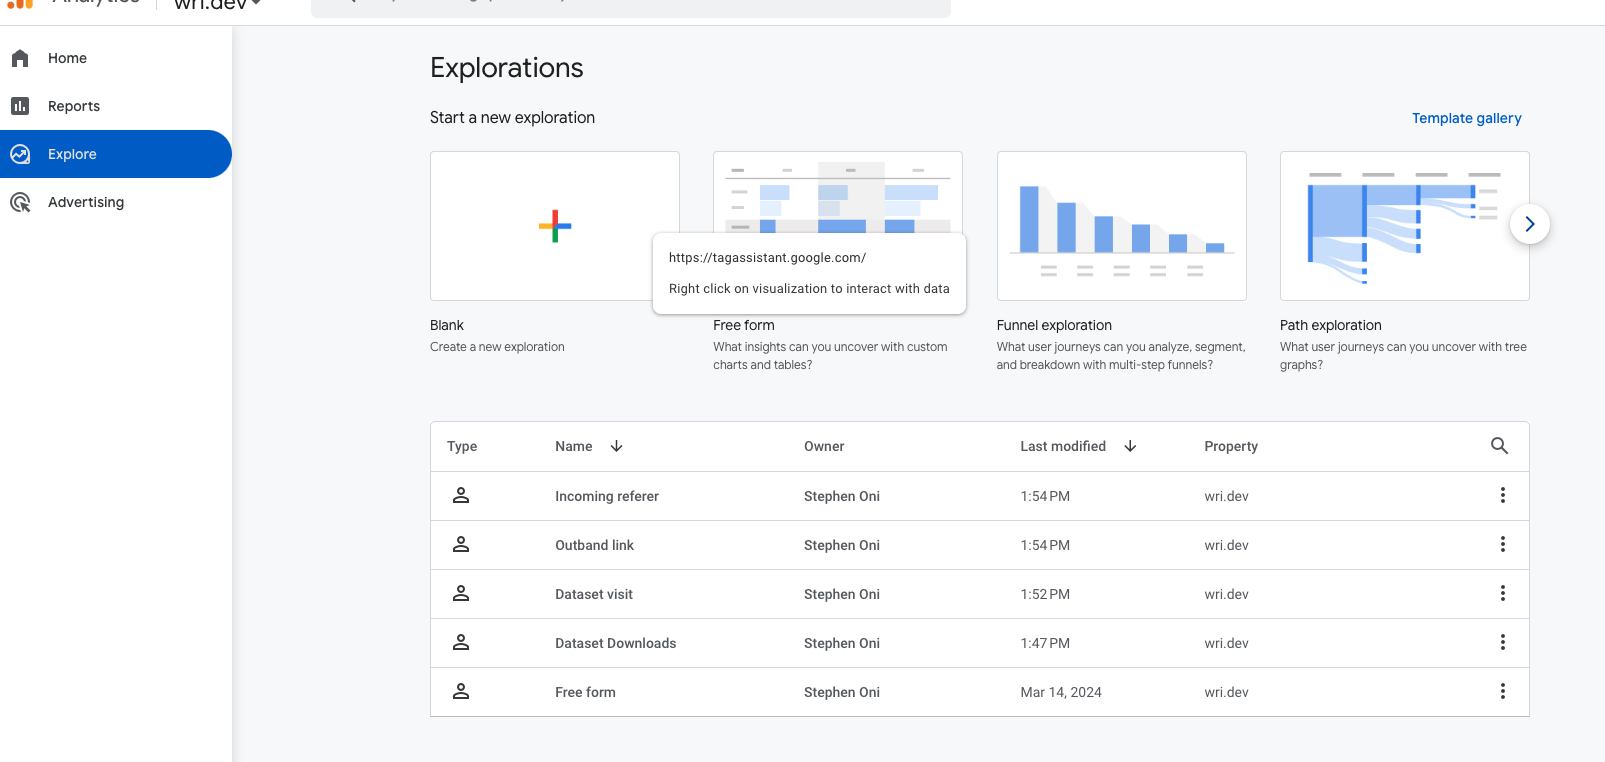 Analytics
wri.dev
Home
Reports
Explore
Advertising
Explorations
Start a new exploration
Template gallery
https://tagassistant.google.com/
Right click on visualization to interact with data
Blank
Create a new exploration
Free form
What insights can you uncover with custom
charts and tables?
Funnel exploration
What user journeys can you analyze, segment,
and breakdown with multi-step funnels?
Path exploration
What user journeys can you uncover with tree
graphs?
Type Name Owner Last modified Property
Incoming referer Stephen Oni 1:54 PM wri.dev
Outband link Stephen Oni 1:54 PM wri.dev
Dataset visit Stephen Oni 1:52 PM wri.dev
Dataset Downloads Stephen Oni 1:47 PM wri.dev
Free form Stephen Oni Mar 14, 2024 wri.dev